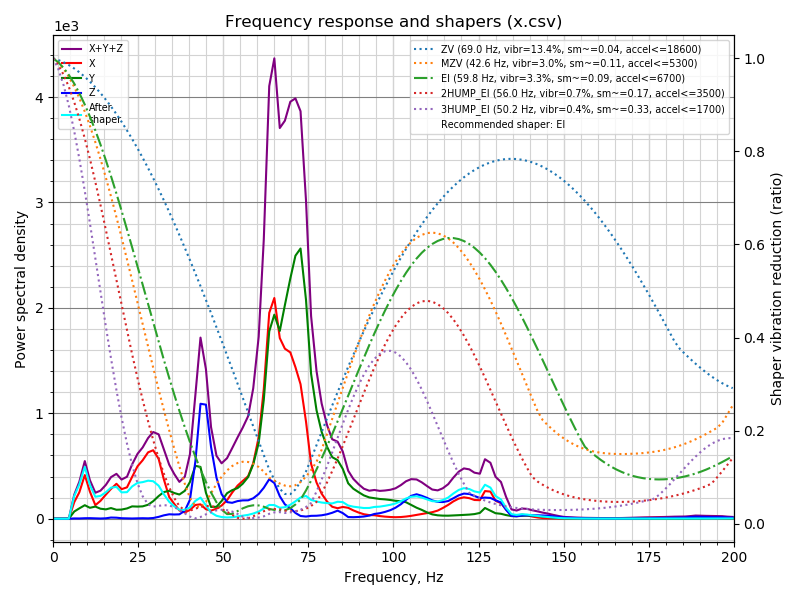 Frequency response and shapers (x.csv)
1e3
X+Y+Z
X
Y
Z
After
shaper
ZV (69.0 Hz, vibr=13.4%, sm~=0.04, accel<=18600)
MZV (42.6 Hz, vibr=3.0%, sm~=0.11, accel<=5300)
EI (59.8 Hz, vibr=3.3%, sm~=0.09, accel<=6700)
2HUMP_EI (56.0 Hz, vibr=0.7%, sm~=0.17, accel<=3500)
3HUMP_EI (50.2 Hz, vibr=0.4%, sm~=0.33, accel<=1700)
Recommended shaper: EI
Power spectral density
4
3
2
1
0
1.0
0.8
0.6
0.4
0.2
0.0
Shaper vibration reduction (ratio)
0 25 50 75 100 125 150 175 200
Frequency, Hz